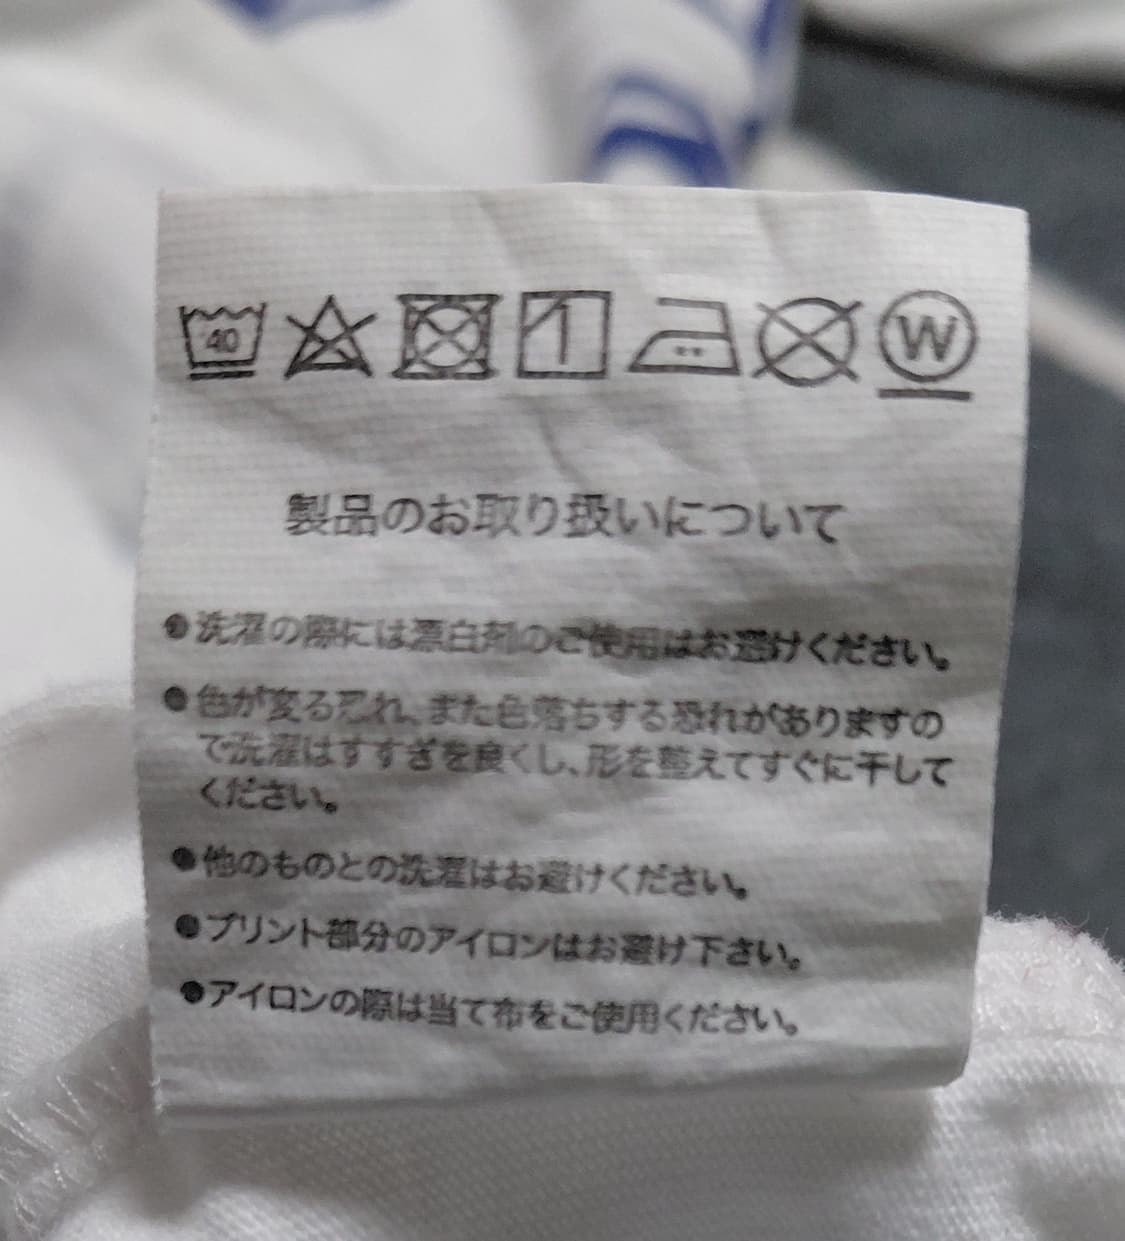 40 W
製品のお取り扱いについて
●洗濯の際には漂白剤のご使用はお避けください。
●色が変る恐れ、また色落ちする恐れがありますの
で洗濯はすすぎを良くし、形を整えてすぐに干して
ください。
●他のものとの洗濯はお避けください。
●プリント部分のアイロンはお避け下さい。
●アイロンの際は当て布をご使用ください。